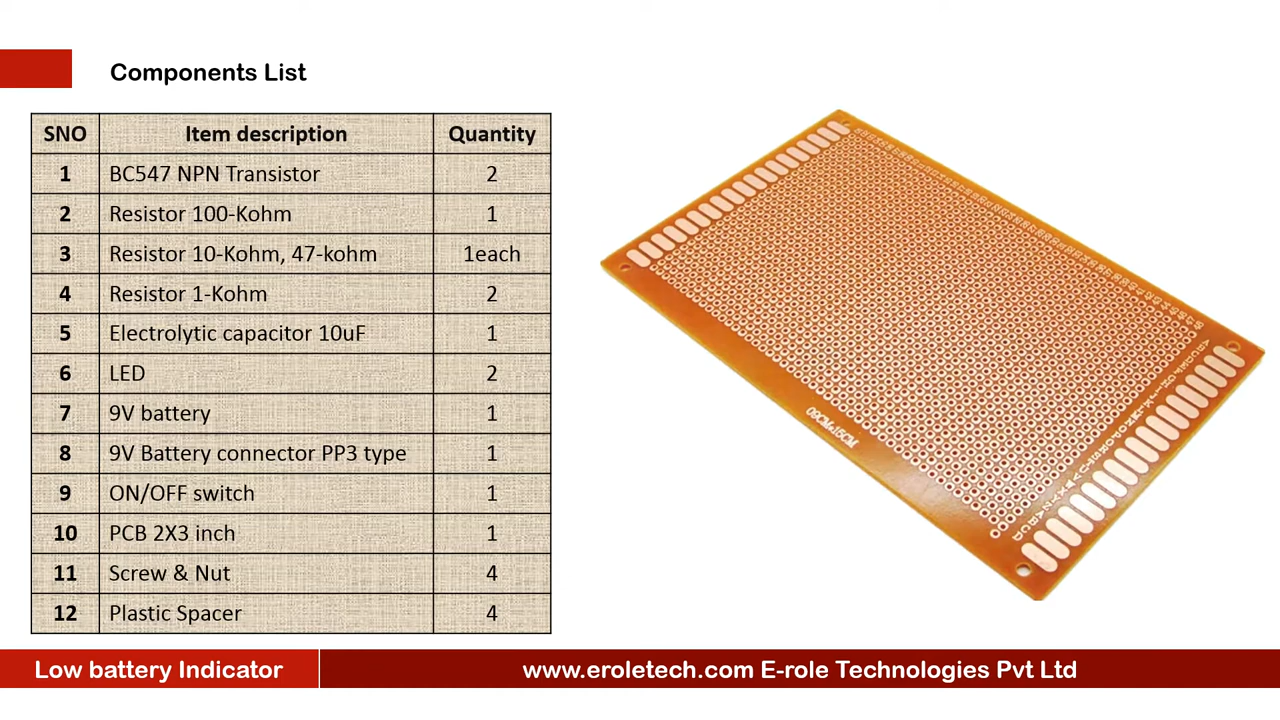 Components List
SNO Item description Quantity
1 BC547 NPN Transistor 2
2 Resistor 100-Kohm 1
3 Resistor 10-Kohm, 47-kohm 1each
4 Resistor 1-Kohm 2
5 Electrolytic capacitor 10uF 1
6 LED 2
7 9V battery 1
8 9V Battery connector PP3 type 1
9 ON/OFF switch 1
10 PCB 2X3 inch 1
11 Screw & Nut 4
12 Plastic Spacer 4
09CM*15CM
Low battery Indicator www.eroletech.com E-role Technologies Pvt Ltd